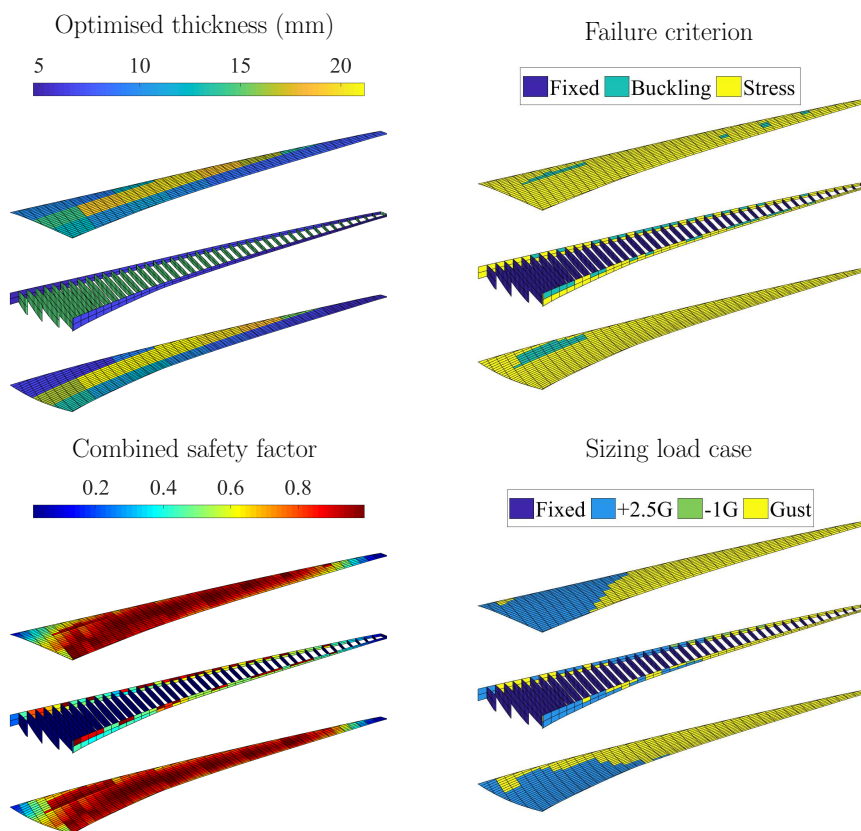 Optimised thickness (mm)
5 10 15 20
Failure criterion
Fixed Buckling Stress
Combined safety factor
0.2 0.4 0.6 0.8
Sizing load case
Fixed +2.5G -1G Gust